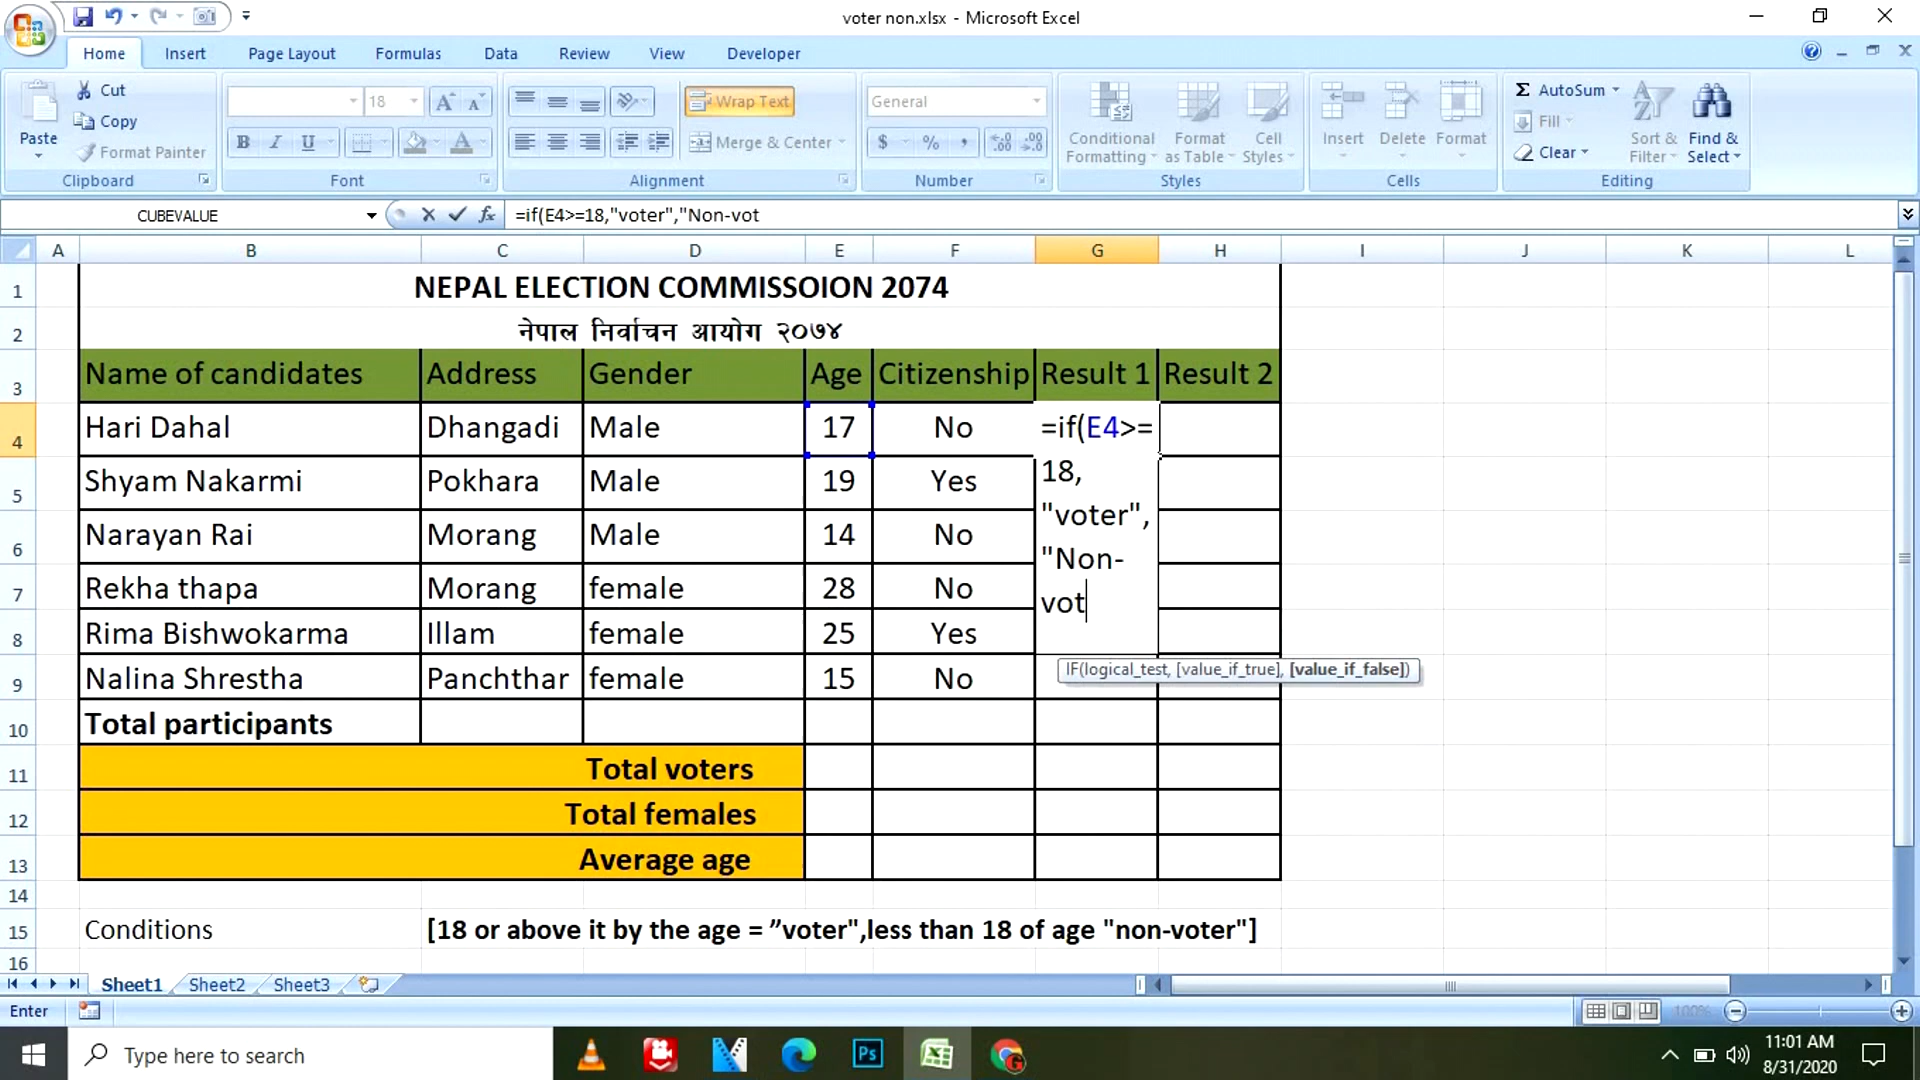 voter non.xlsx - Microsoft Excel
Home Insert Page Layout Formulas Data Review View Developer
Paste
Cut
Copy
Format Painter
Clipboard
18
B I U
Font
Wrap Text
Merge & Center
Alignment
General
$ % ,
Number
Conditional Formatting
Format as Table
Cell Styles
Styles
Insert Delete Format
Cells
Σ AutoSum
Fill
Clear
Sort & Filter
Find & Select
Editing
CUBEVALUE fx =if(E4>=18,"voter","Non-vot
A B C D E F G H I J K L
1 NEPAL ELECTION COMMISSOION 2074
2 नेपाल निर्वाचन आयोग २०७४
3 Name of candidates Address Gender Age Citizenship Result 1 Result 2
4 Hari Dahal Dhangadi Male 17 No =if(E4>=
18,
"voter",
"Non-
vot
5 Shyam Nakarmi Pokhara Male 19 Yes
6 Narayan Rai Morang Male 14 No
7 Rekha thapa Morang female 28 No
8 Rima Bishwokarma Illam female 25 Yes
IF(logical_test, [value_if_true], [value_if_false])
9 Nalina Shrestha Panchthar female 15 No
10 Total participants
11 Total voters
12 Total females
13 Average age
14
15 Conditions [18 or above it by the age = ”voter",less than 18 of age "non-voter"]
16
Sheet1 Sheet2 Sheet3
Enter 100%
Type here to search
Ps
11:01 AM
8/31/2020